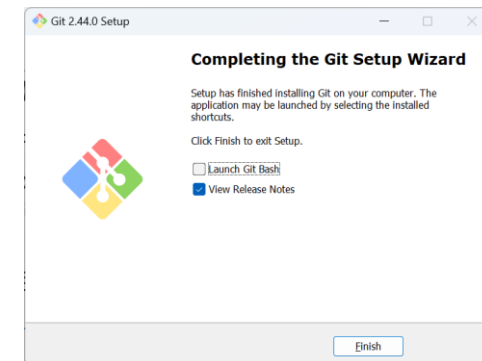 Git 2.44.0 Setup
Completing the Git Setup Wizard
Setup has finished installing Git on your computer. The
application may be launched by selecting the installed
shortcuts.
Click Finish to exit Setup.
Launch Git Bash
View Release Notes
Finish